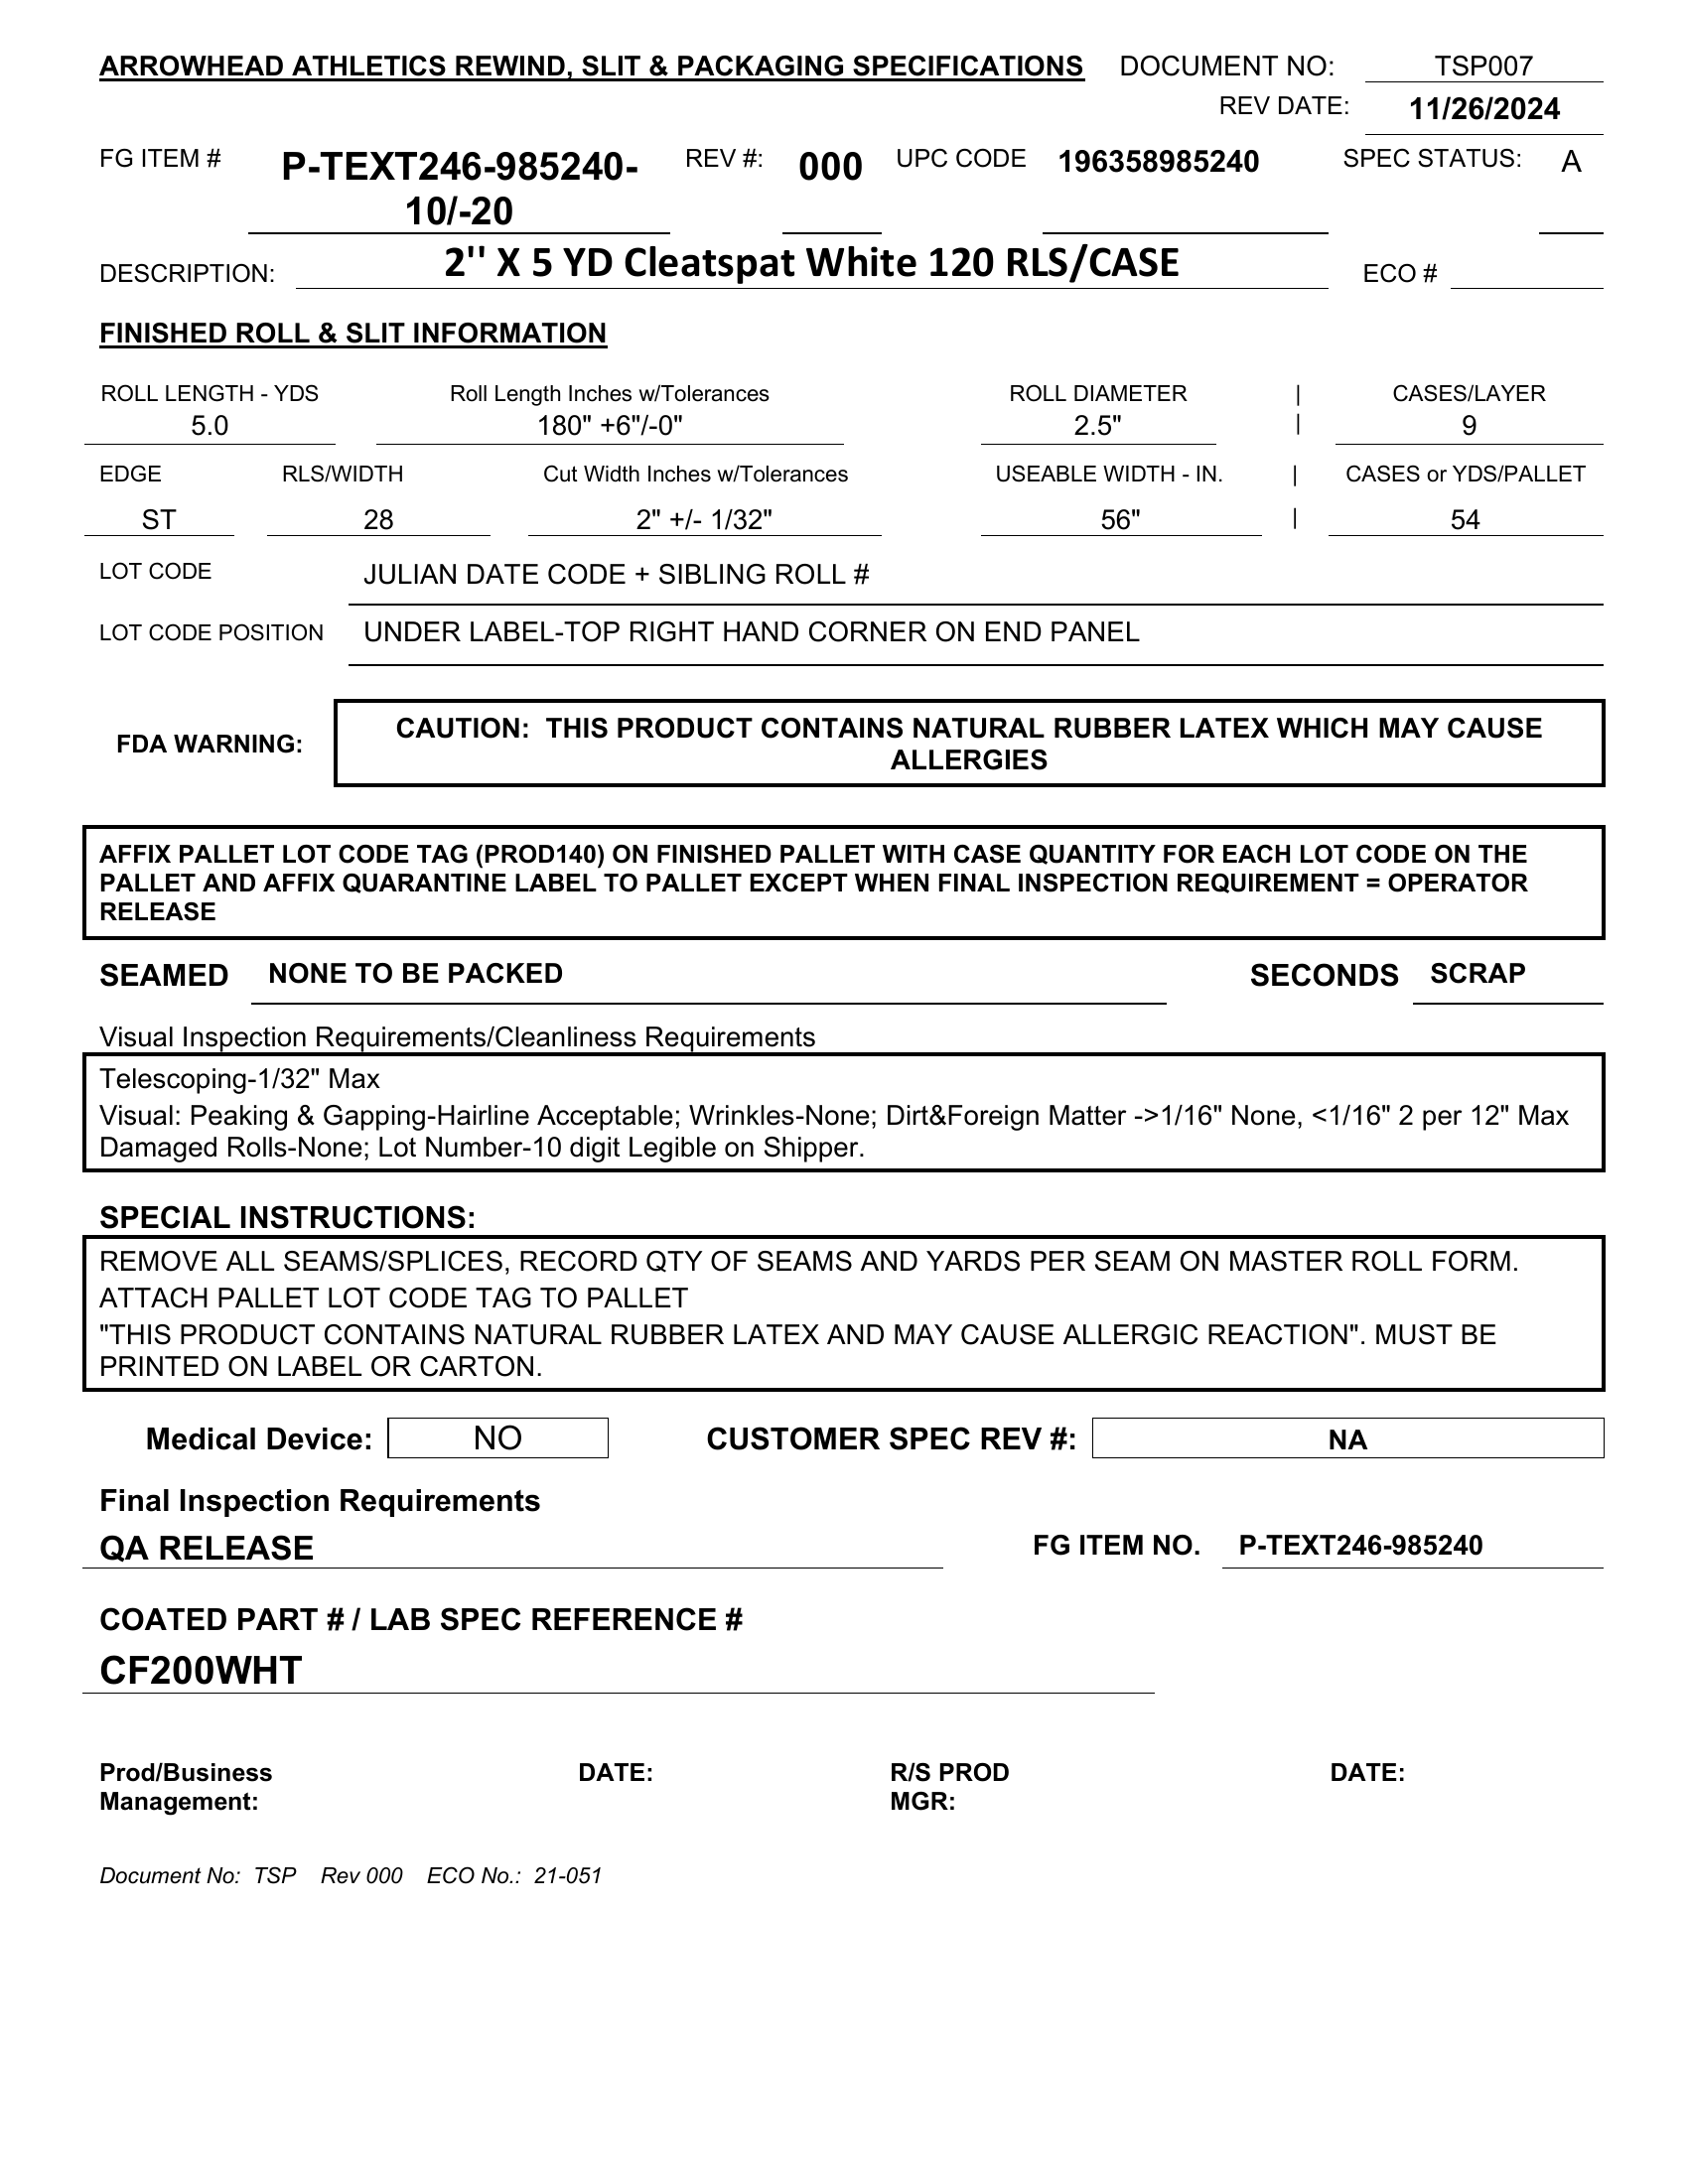 ARROWHEAD ATHLETICS REWIND, SLIT & PACKAGING SPECIFICATIONS DOCUMENT NO: TSP007
REV DATE: 11/26/2024
FG ITEM # P-TEXT246-985240- REV #: 000 UPC CODE 196358985240 SPEC STATUS: A
10/-20
DESCRIPTION: 2'' X 5 YD Cleatspat White 120 RLS/CASE ECO #
FINISHED ROLL & SLIT INFORMATION
ROLL LENGTH - YDS Roll Length Inches w/Tolerances ROLL DIAMETER | CASES/LAYER
5.0 180" +6"/-0" 2.5" | 9
EDGE RLS/WIDTH Cut Width Inches w/Tolerances USEABLE WIDTH - IN. | CASES or YDS/PALLET
ST 28 2" +/- 1/32" 56" | 54
LOT CODE JULIAN DATE CODE + SIBLING ROLL #
LOT CODE POSITION UNDER LABEL-TOP RIGHT HAND CORNER ON END PANEL
FDA WARNING: CAUTION: THIS PRODUCT CONTAINS NATURAL RUBBER LATEX WHICH MAY CAUSE
ALLERGIES
AFFIX PALLET LOT CODE TAG (PROD140) ON FINISHED PALLET WITH CASE QUANTITY FOR EACH LOT CODE ON THE
PALLET AND AFFIX QUARANTINE LABEL TO PALLET EXCEPT WHEN FINAL INSPECTION REQUIREMENT = OPERATOR
RELEASE
SEAMED NONE TO BE PACKED SECONDS SCRAP
Visual Inspection Requirements/Cleanliness Requirements
Telescoping-1/32" Max
Visual: Peaking & Gapping-Hairline Acceptable; Wrinkles-None; Dirt&Foreign Matter ->1/16" None, <1/16" 2 per 12" Max
Damaged Rolls-None; Lot Number-10 digit Legible on Shipper.
SPECIAL INSTRUCTIONS:
REMOVE ALL SEAMS/SPLICES, RECORD QTY OF SEAMS AND YARDS PER SEAM ON MASTER ROLL FORM.
ATTACH PALLET LOT CODE TAG TO PALLET
"THIS PRODUCT CONTAINS NATURAL RUBBER LATEX AND MAY CAUSE ALLERGIC REACTION". MUST BE
PRINTED ON LABEL OR CARTON.
Medical Device: NO CUSTOMER SPEC REV #: NA
Final Inspection Requirements
QA RELEASE FG ITEM NO. P-TEXT246-985240
COATED PART # / LAB SPEC REFERENCE #
CF200WHT
Prod/Business DATE: R/S PROD DATE:
Management: MGR:
Document No: TSP Rev 000 ECO No.: 21-051